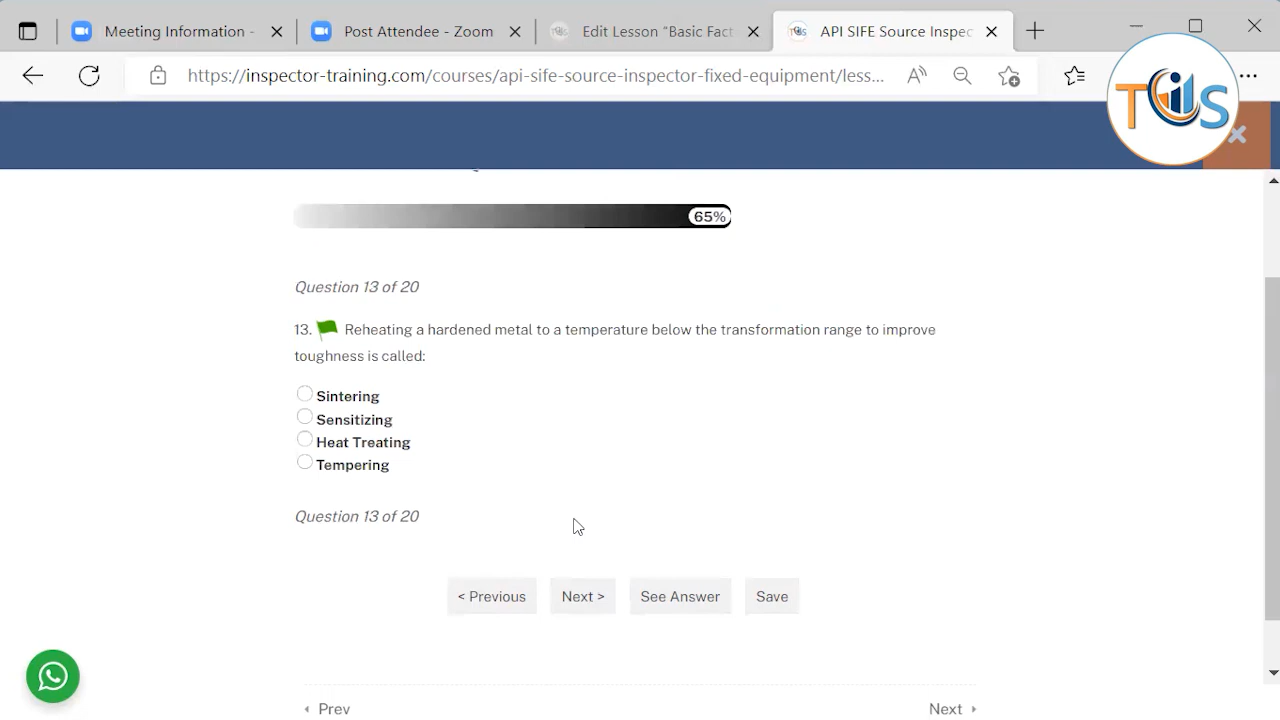 Meeting Information -
Post Attendee - Zoom
Edit Lesson "Basic Fact
API SIFE Source Inspec
https://inspector-training.com/courses/api-sife-source-inspector-fixed-equipment/less...
65%
Question 13 of 20
13. Reheating a hardened metal to a temperature below the transformation range to improve
toughness is called:
Sintering
Sensitizing
Heat Treating
Tempering
Question 13 of 20
< Previous
Next >
See Answer
Save
Prev
Next